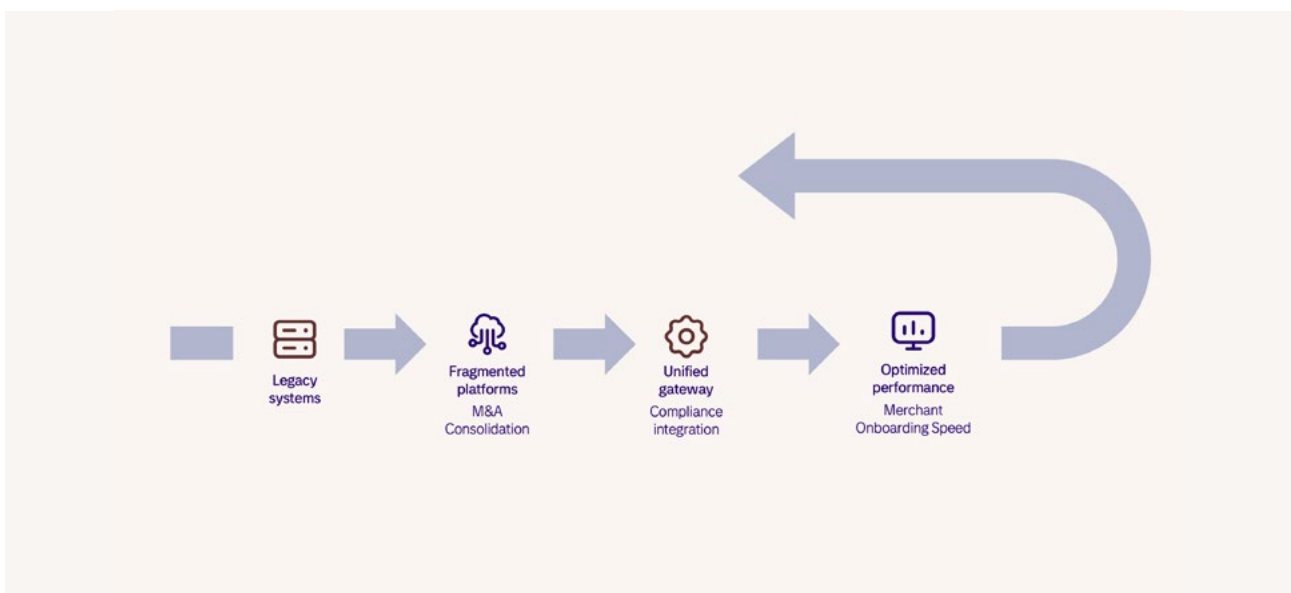 Legacy
systems
Fragmented
platforms
M&A
Consolidation
Unified
gateway
Compliance
integration
Optimized
performance
Merchant
Onboarding Speed